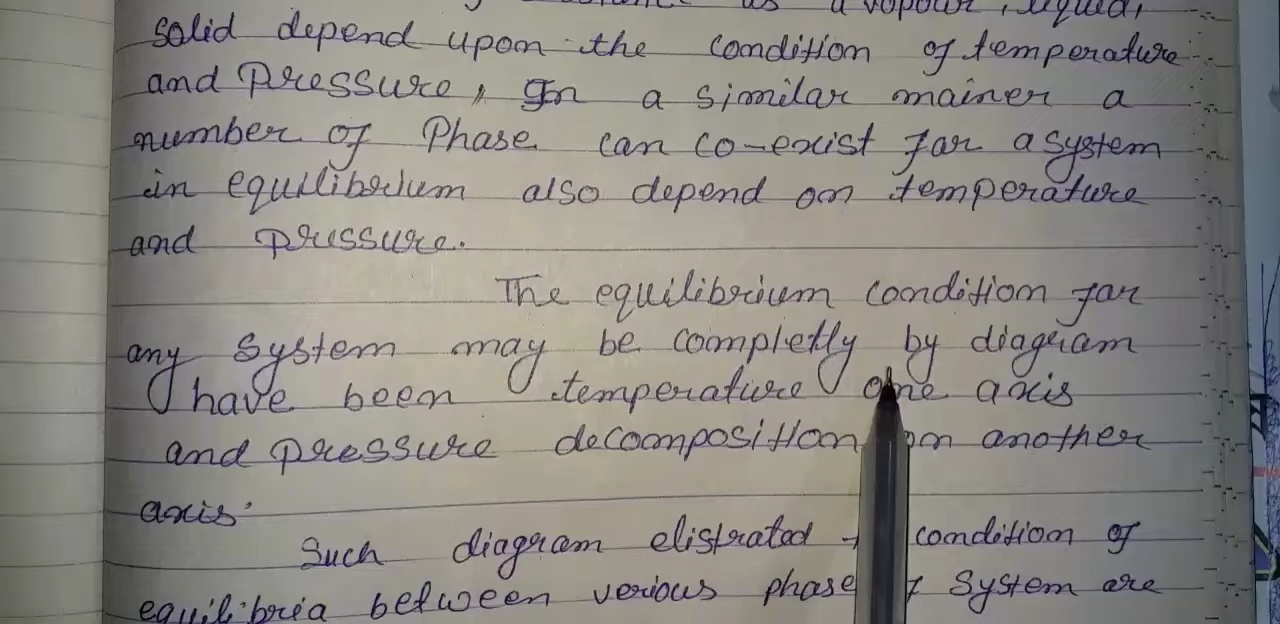 as a vapour, liquid,
solid depend upon the condition of temperature
and Pressure, In a similar mainer a
number of Phase can co-exist for a system
in equilibrium also depend on temperature
and pressure.
The equilibrium condition for
any system may be completly by diagram
have been temperature one axis
and pressure decomposition on another
axis.
Such diagram elistrated condition of
equilibria between verious phase system are